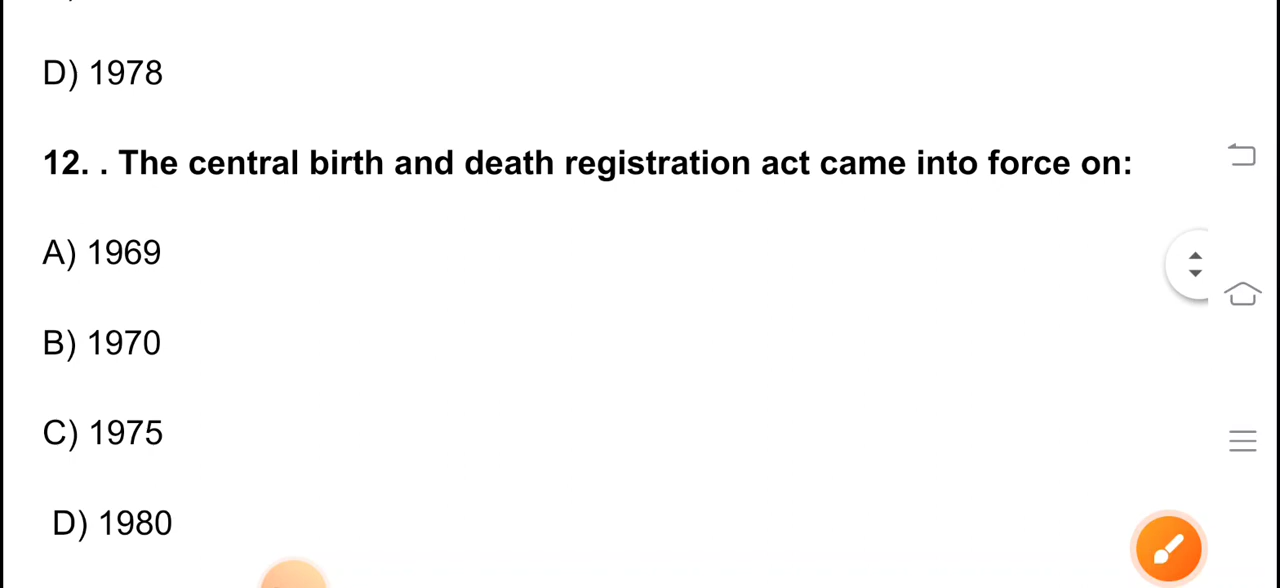 D) 1978
12. . The central birth and death registration act came into force on:
A) 1969
B) 1970
C) 1975
D) 1980